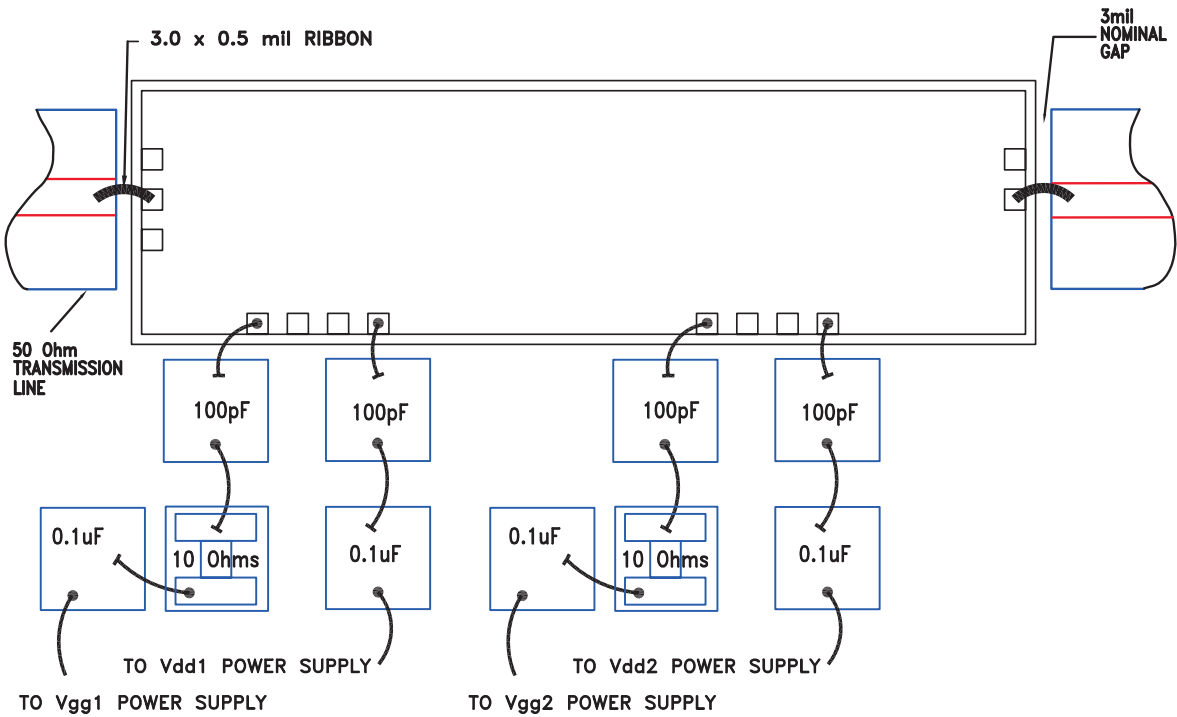 3.0 x 0.5 mil RIBBON
3mil
NOMINAL
GAP
50 Ohm
TRANSMISSION
LINE
100pF
100pF
100pF
100pF
0.1uF
10 Ohms
0.1uF
0.1uF
10 Ohms
0.1uF
TO Vdd1 POWER SUPPLY
TO Vdd2 POWER SUPPLY
TO Vgg1 POWER SUPPLY
TO Vgg2 POWER SUPPLY